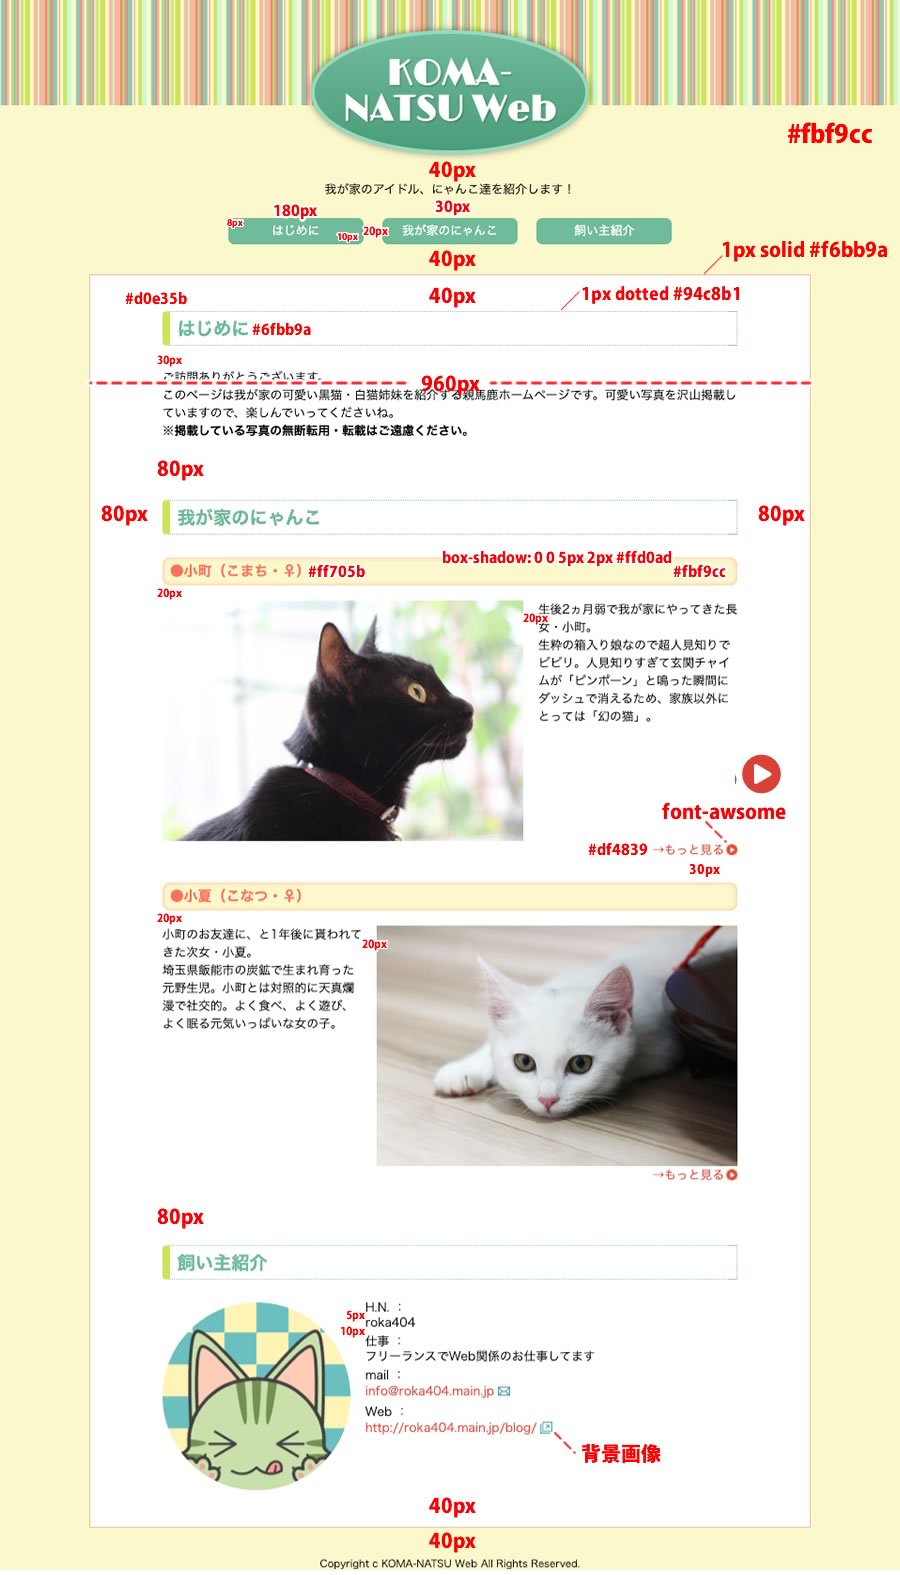 KOMA-
NATSU Web
#fbf9cc
40px
我が家のアイドル、にゃんこ達を紹介します！
180px
30px
8px
はじめに
10px
20px
我が家のにゃんこ
飼い主紹介
40px
1px solid #f6bb9a
#d0e35b
40px
1px dotted #94c8b1
はじめに #6fbb9a
30px
ご訪問ありがとうございます。
960px
このページは我が家の可愛い黒猫・白猫姉妹を紹介する親馬鹿ホームページです。可愛い写真を沢山掲載し
ていますので、楽しんでいってくださいね。
※掲載している写真の無断転用・転載はご遠慮ください。
80px
80px
我が家のにゃんこ
80px
box-shadow: 0 0 5px 2px #ffd0ad
●小町（こまち・♀）#ff705b
#fbf9cc
20px
20px
生後2ヵ月弱で我が家にやってきた長
女・小町。
生粋の箱入り娘なので超人見知りで
ビビリ。人見知りすぎて玄関チャイ
ムが「ピンポーン」と鳴った瞬間に
ダッシュで消えるため、家族以外に
とっては「幻の猫」。
font-awsome
#df4839
→もっと見る
30px
●小夏（こなつ・♀）
20px
小町のお友達に、と1年後に貰われて
きた次女・小夏。
埼玉県飯能市の炭鉱で生まれ育った
元野生児。小町とは対照的に天真爛
漫で社交的。よく食べ、よく遊び、
よく眠る元気いっぱいな女の子。
20px
→もっと見る
80px
飼い主紹介
H.N. ：
5px
roka404
10px
仕事 ：
フリーランスでWeb関係のお仕事してます
mail ：
info@roka404.main.jp
Web ：
http://roka404.main.jp/blog/
背景画像
40px
40px
Copyright c KOMA-NATSU Web All Rights Reserved.